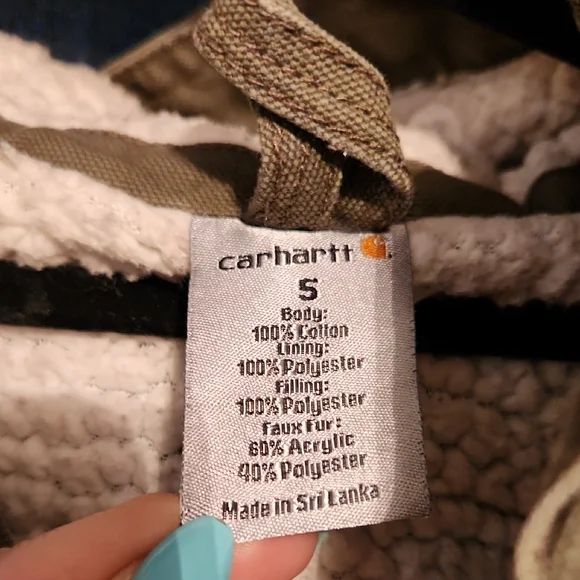 carhartt
S
Body:
100% Cotton
Lining:
100% Polyester
Filling:
100% Polyester
Faux Fur:
60% Acrylic
40% Polyester
Made in Sri Lanka